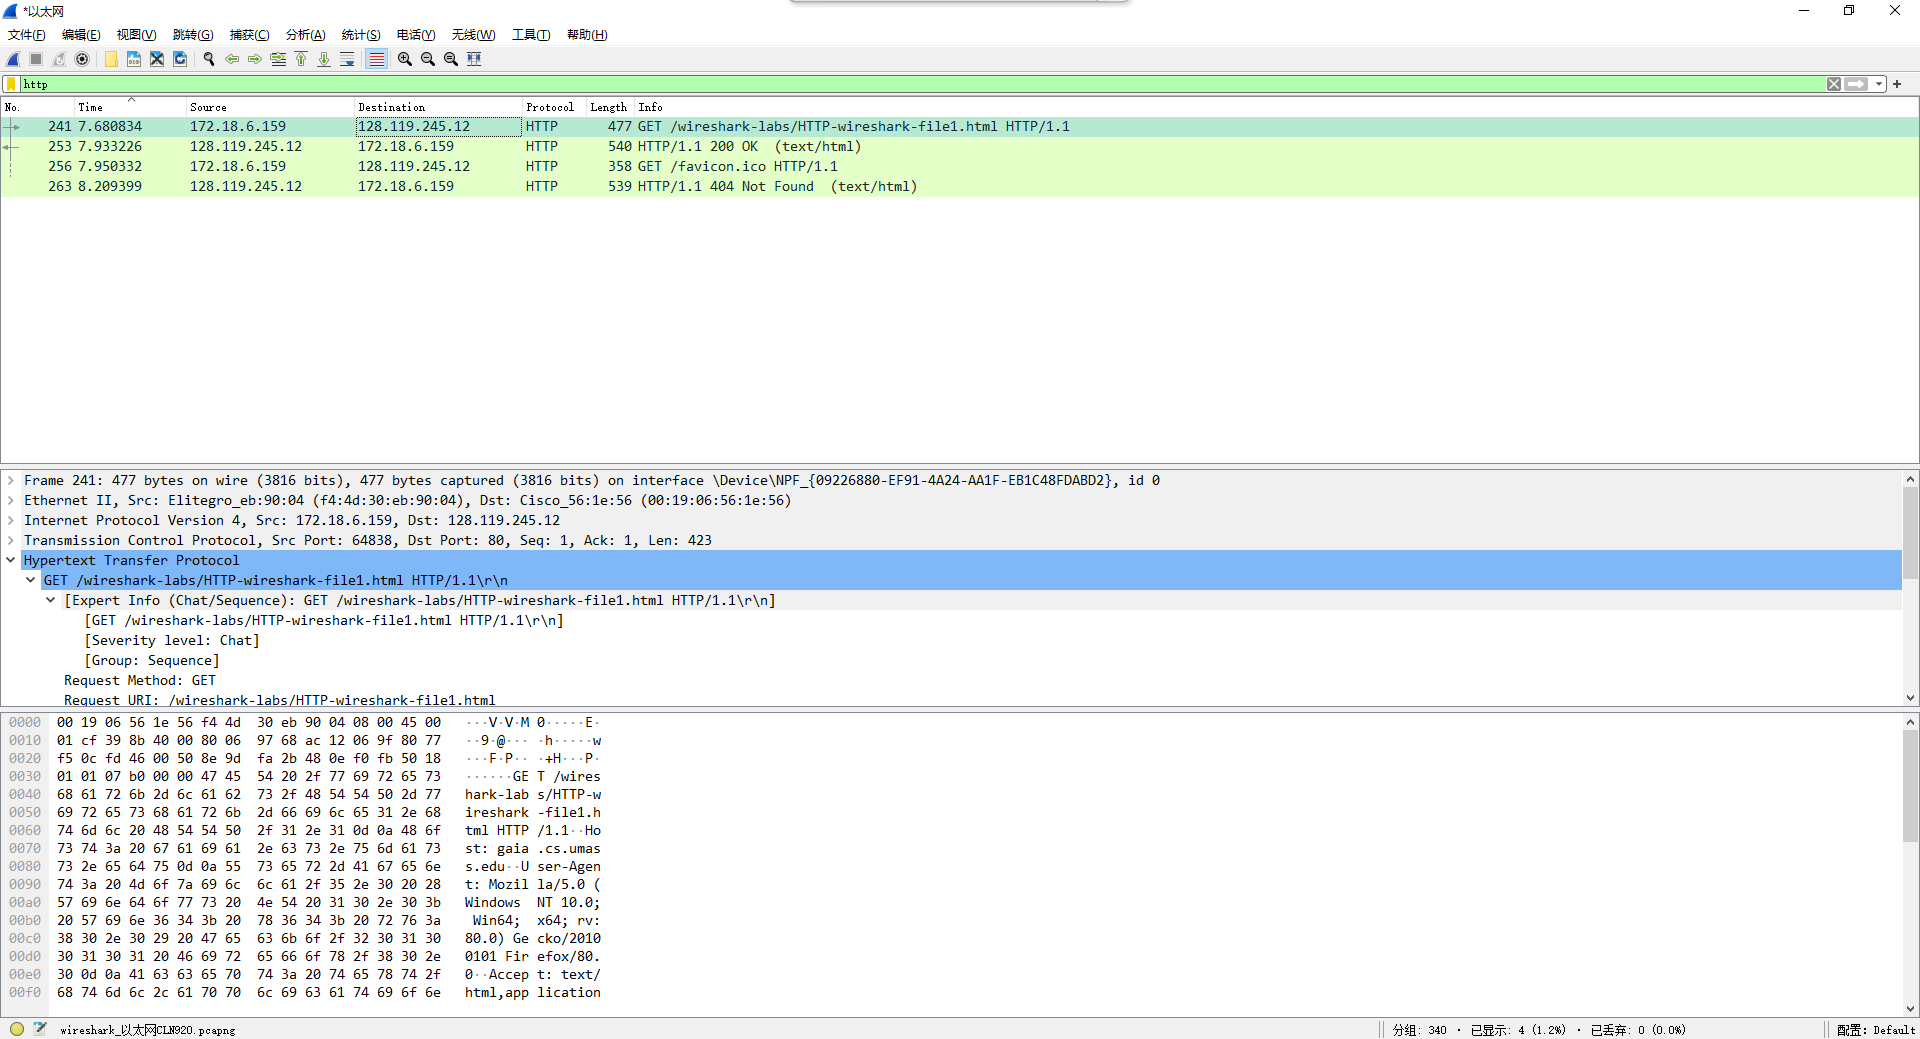 *以太网
文件(F) 编辑(E) 视图(V) 跳转(G) 捕获(C) 分析(A) 统计(S) 电话(Y) 无线(W) 工具(T) 帮助(H)
http
No. Time Source Destination Protocol Length Info
241 7.680834 172.18.6.159 128.119.245.12 HTTP 477 GET /wireshark-labs/HTTP-wireshark-file1.html HTTP/1.1
253 7.933226 128.119.245.12 172.18.6.159 HTTP 540 HTTP/1.1 200 OK  (text/html)
256 7.950332 172.18.6.159 128.119.245.12 HTTP 358 GET /favicon.ico HTTP/1.1
263 8.209399 128.119.245.12 172.18.6.159 HTTP 539 HTTP/1.1 404 Not Found  (text/html)
Frame 241: 477 bytes on wire (3816 bits), 477 bytes captured (3816 bits) on interface \Device\NPF_{09226880-EF91-4A24-AA1F-EB1C48FDABD2}, id 0
Ethernet II, Src: Elitegro_eb:90:04 (f4:4d:30:eb:90:04), Dst: Cisco_56:1e:56 (00:19:06:56:1e:56)
Internet Protocol Version 4, Src: 172.18.6.159, Dst: 128.119.245.12
Transmission Control Protocol, Src Port: 64838, Dst Port: 80, Seq: 1, Ack: 1, Len: 423
Hypertext Transfer Protocol
GET /wireshark-labs/HTTP-wireshark-file1.html HTTP/1.1\r\n
[Expert Info (Chat/Sequence): GET /wireshark-labs/HTTP-wireshark-file1.html HTTP/1.1\r\n]
[GET /wireshark-labs/HTTP-wireshark-file1.html HTTP/1.1\r\n]
[Severity level: Chat]
[Group: Sequence]
Request Method: GET
Request URI: /wireshark-labs/HTTP-wireshark-file1.html
0000 00 19 06 56 1e 56 f4 4d 30 eb 90 04 08 00 45 00 ···V·V·M 0·····E·
0010 01 cf 39 8b 40 00 80 06 97 68 ac 12 06 9f 80 77 ··9·@··· ·h·····w
0020 f5 0c fd 46 00 50 8e 9d fa 2b 48 0e f0 fb 50 18 ···F·P·· ·+H···P·
0030 01 01 07 b0 00 00 47 45 54 20 2f 77 69 72 65 73 ······GE T /wires
0040 68 61 72 6b 2d 6c 61 62 73 2f 48 54 54 50 2d 77 hark-lab s/HTTP-w
0050 69 72 65 73 68 61 72 6b 2d 66 69 6c 65 31 2e 68 ireshark -file1.h
0060 74 6d 6c 20 48 54 54 50 2f 31 2e 31 0d 0a 48 6f tml HTTP /1.1··Ho
0070 73 74 3a 20 67 61 69 61 2e 63 73 2e 75 6d 61 73 st: gaia .cs.umas
0080 73 2e 65 64 75 0d 0a 55 73 65 72 2d 41 67 65 6e s.edu··U ser-Agen
0090 74 3a 20 4d 6f 7a 69 6c 6c 61 2f 35 2e 30 20 28 t: Mozil la/5.0 (
00a0 57 69 6e 64 6f 77 73 20 4e 54 20 31 30 2e 30 3b Windows  NT 10.0;
00b0 20 57 69 6e 36 34 3b 20 78 36 34 3b 20 72 76 3a  Win64;  x64; rv:
00c0 38 30 2e 30 29 20 47 65 63 6b 6f 2f 32 30 31 30 80.0) Ge cko/2010
00d0 30 31 30 31 20 46 69 72 65 66 6f 78 2f 38 30 2e 0101 Fir efox/80.
00e0 30 0d 0a 41 63 63 65 70 74 3a 20 74 65 78 74 2f 0··Accep t: text/
00f0 68 74 6d 6c 2c 61 70 70 6c 69 63 61 74 69 6f 6e html,app lication
wireshark_以太网CLN920.pcapng 分组: 340 · 已显示: 4 (1.2%) · 已丢弃: 0 (0.0%) 配置: Default